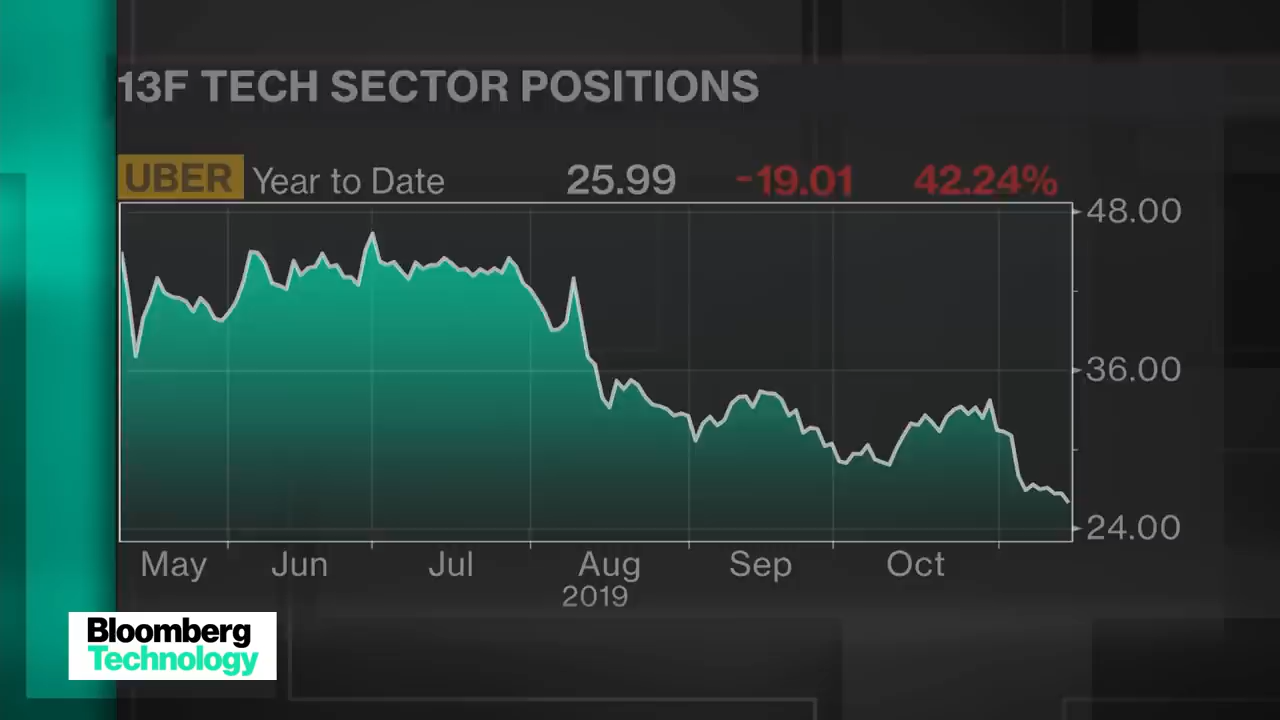 13F TECH SECTOR POSITIONS
UBER Year to Date 25.99 -19.01 42.24%
48.00
36.00
24.00
May Jun Jul Aug Sep Oct
2019
Bloomberg
Technology